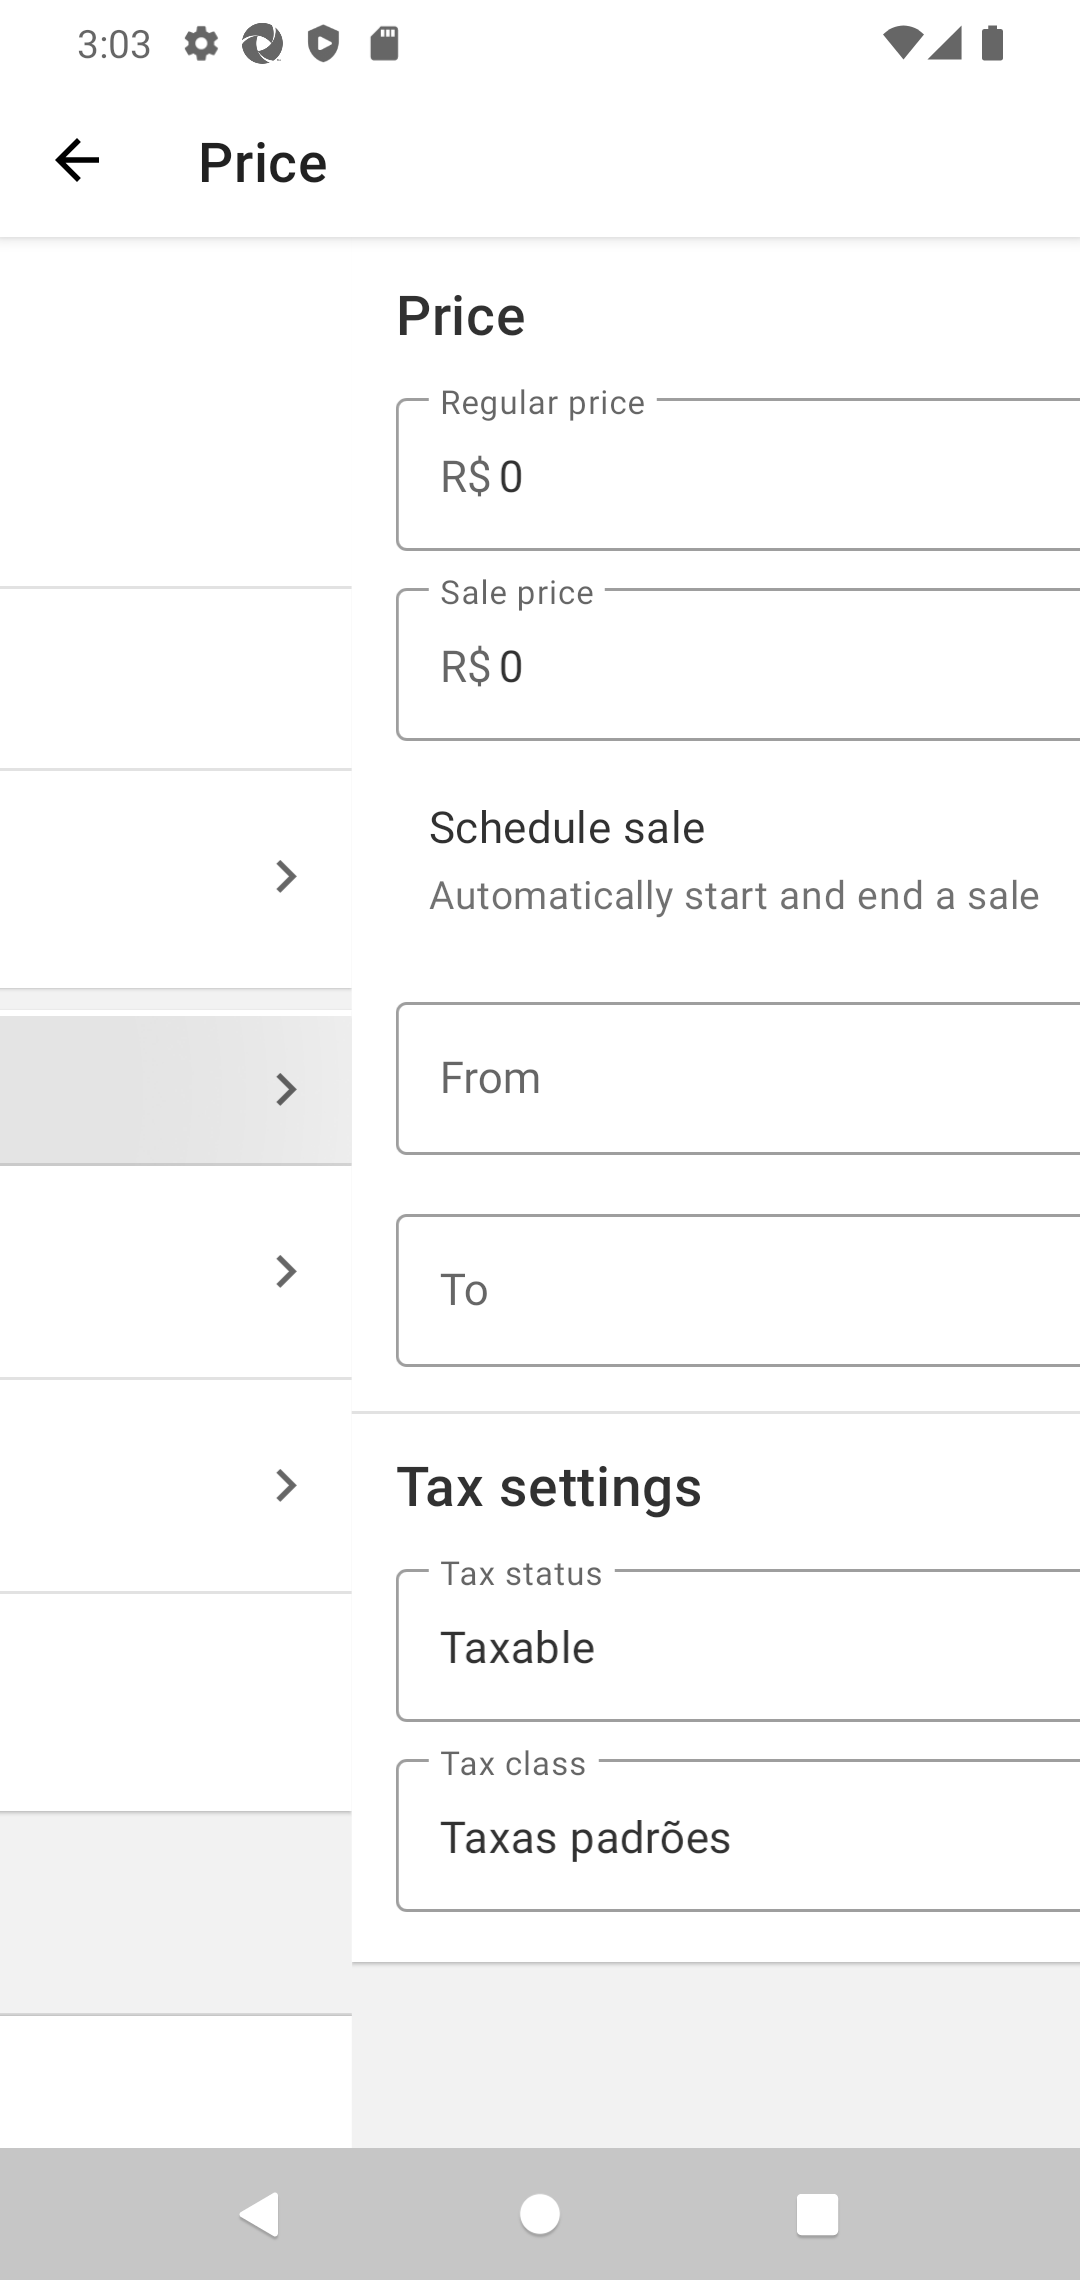 3:03
Price
Price
Regular price
R$ 0
Sale price
R$ 0
Schedule sale
Automatically start and end a sale
From
To
Tax settings
Tax status
Taxable
Tax class
Taxas padrões